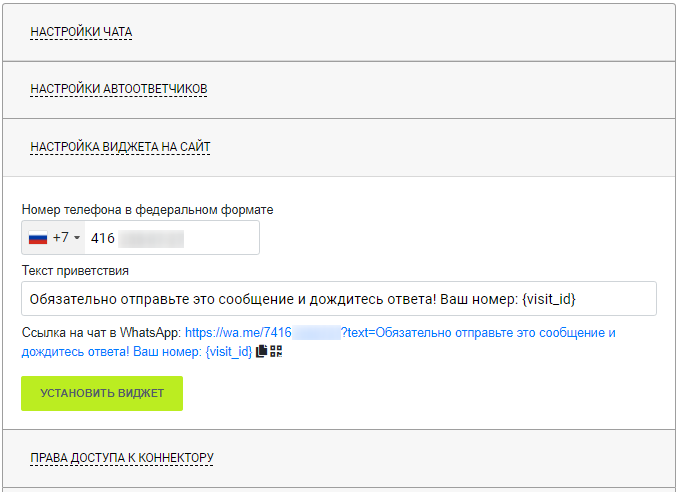 НАСТРОЙКИ ЧАТА
НАСТРОЙКИ АВТООТВЕТЧИКОВ
НАСТРОЙКА ВИДЖЕТА НА САЙТ
Номер телефона в федеральном формате
+7 416
Текст приветствия
Обязательно отправьте это сообщение и дождитесь ответа! Ваш номер: {visit_id}
Ссылка на чат в WhatsApp: https://wa.me/7416 ?text=Обязательно отправьте это сообщение и
дождитесь ответа! Ваш номер: {visit_id}
УСТАНОВИТЬ ВИДЖЕТ
ПРАВА ДОСТУПА К КОННЕКТОРУ